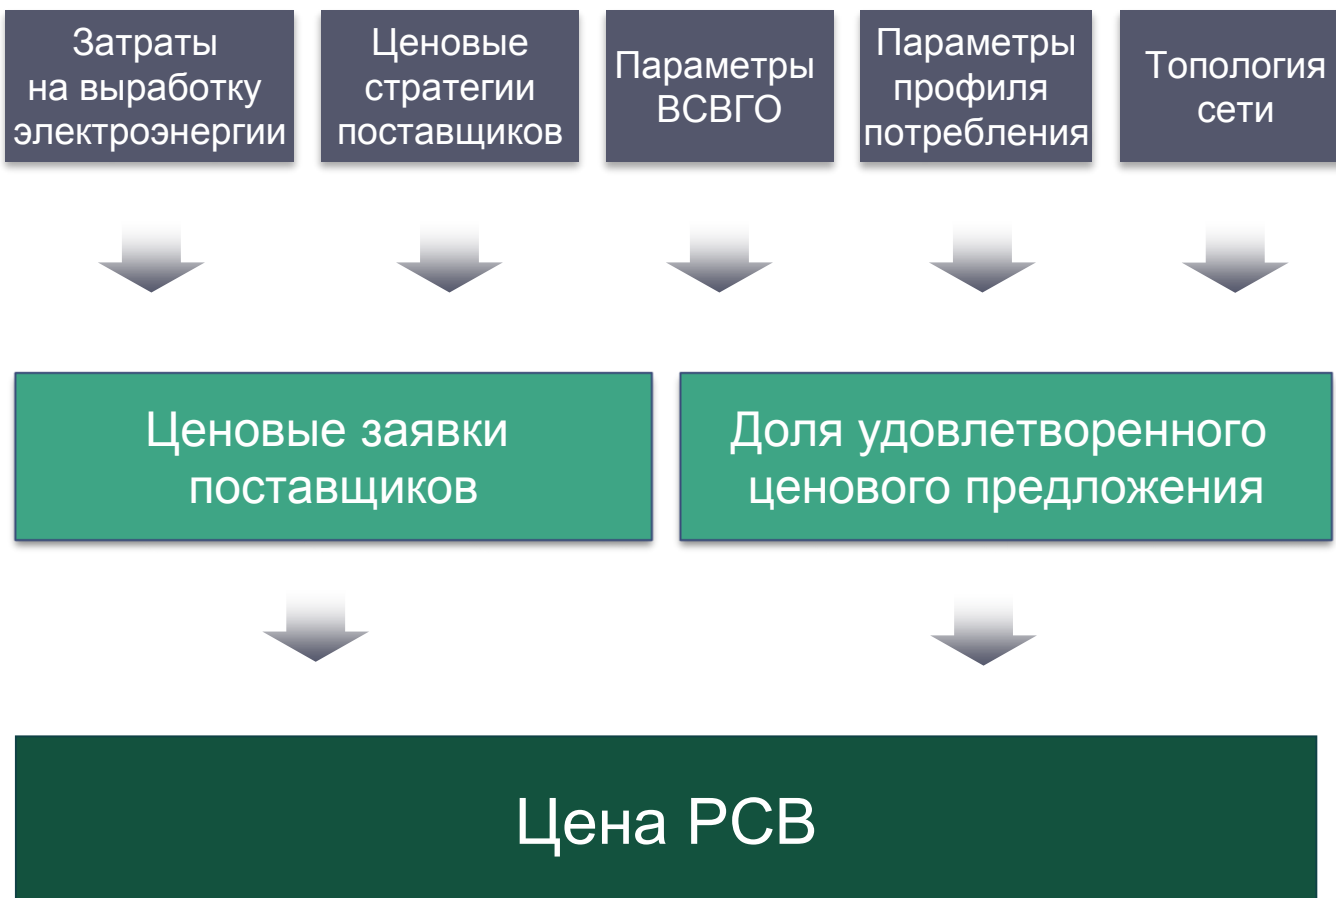 Затраты
на выработку
электроэнергии
Ценовые
стратегии
поставщиков
Параметры
ВСВГО
Параметры
профиля
потребления
Топология
сети
Ценовые заявки
поставщиков
Доля удовлетворенного
ценового предложения
Цена РСВ